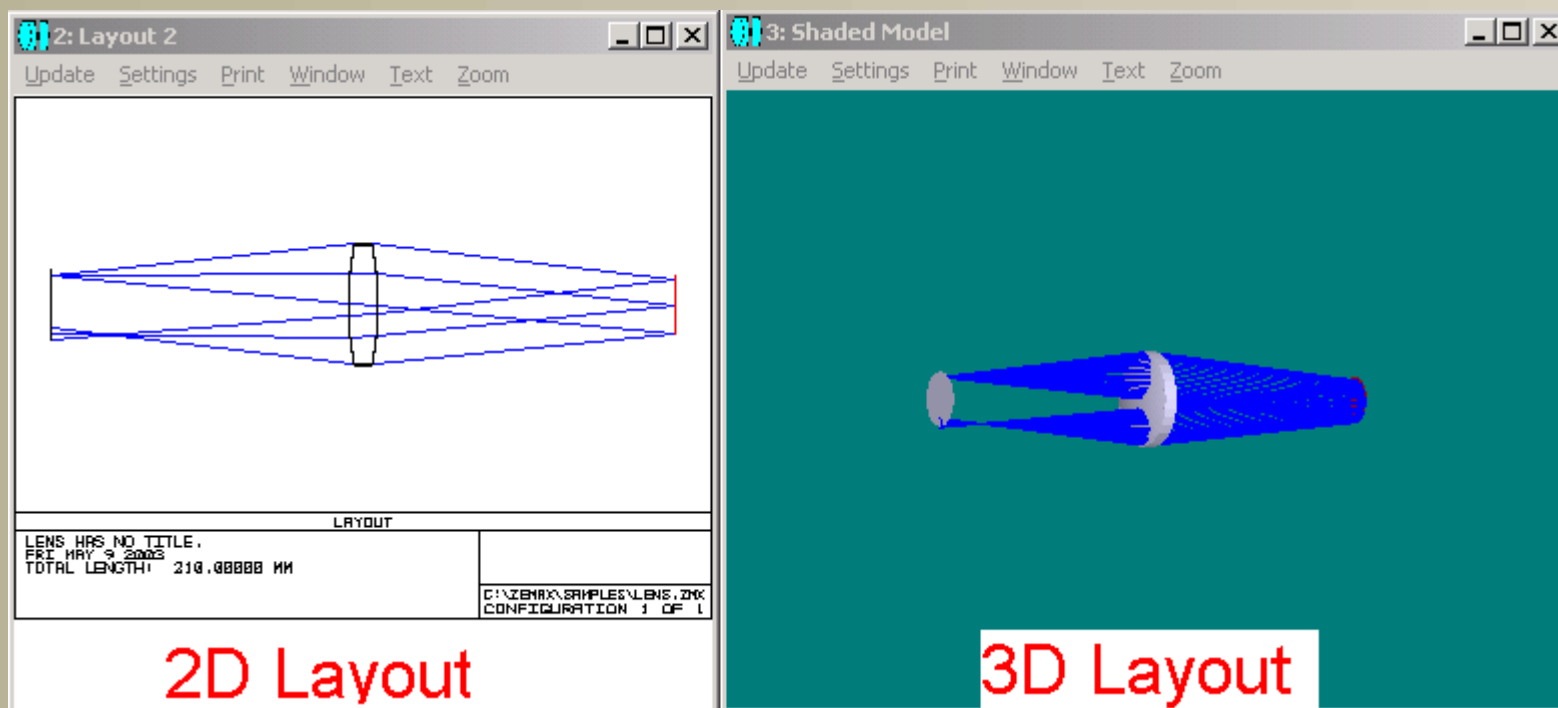 2: Layout 2
Update Settings Print Window Text Zoom
LAYOUT
LENS HAS NO TITLE.
FRI MAY 9 2003
TOTAL LENGTH: 210.00000 MM
C:\ZEMAX\SAMPLES\LENS.ZMX
CONFIGURATION 1 OF 1
2D Layout
3: Shaded Model
Update Settings Print Window Text Zoom
3D Layout